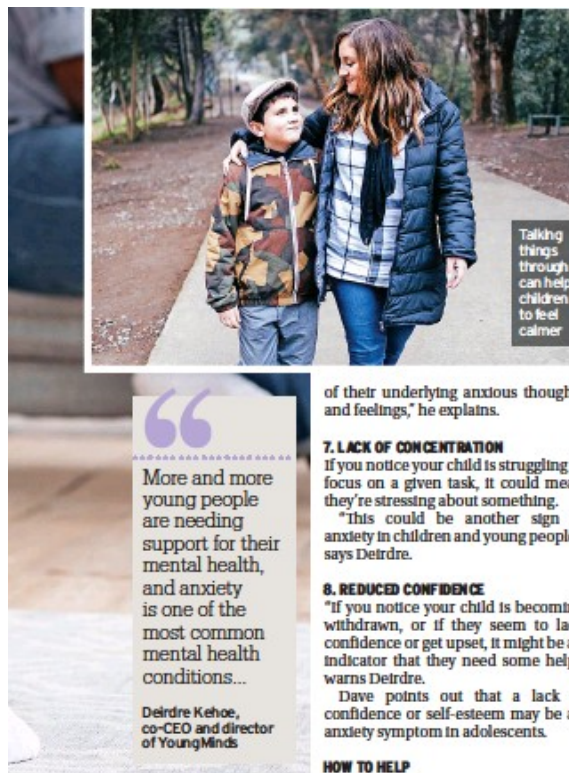 Talking
things
through
can help
children
to feel
calmer
of their underlying anxious
and feelings," he explains.
7. LACK OF CONCENTRATION
If you notice your child is struggling
focus on a given task, it could
they're stressing about something.
"This could be another sign
anxiety in children and young
says Deirdre.
8. REDUCED CONFIDENCE
"If you notice your child is
withdrawn, or if they seem to
confidence or get upset, it might be
indicator that they need some
warns Deirdre.
Dave points out that a lack
confidence or self-esteem may be
anxiety symptom in adolescents.
HOW TO HELP
“
More and more
young people
are needing
support for their
mental health,
and anxiety
is one of the
most common
mental health
conditions...
Deirdre Kehoe,
co-CEO and director
of YoungMinds